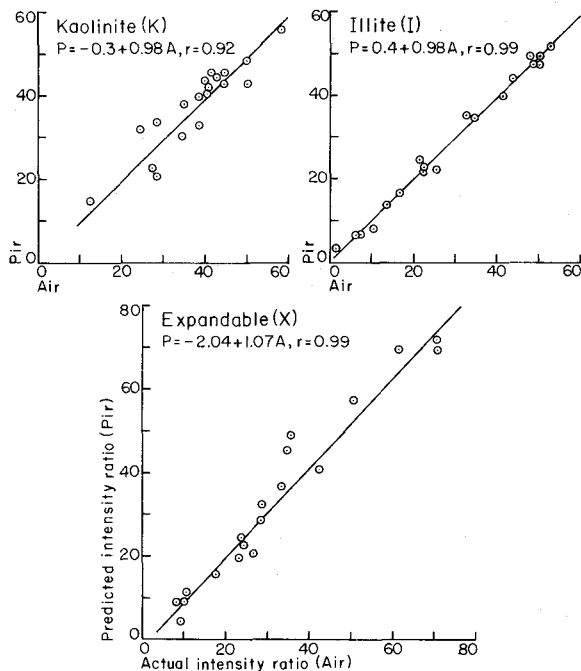 60
Kaolinite (K)
P=-0.3+0.98A, r=0.92
40
20
Pir
0
0
20
40
60
Air
60
Illite (I)
P=0.4+0.98A, r=0.99
40
20
Pir
0
0
20
40
60
Air
80
Expandable (X)
P=-2.04+1.07A, r=0.99
60
40
20
0
Predicted intensity ratio (Pir)
0
20
40
60
80
Actual intensity ratio (Air)